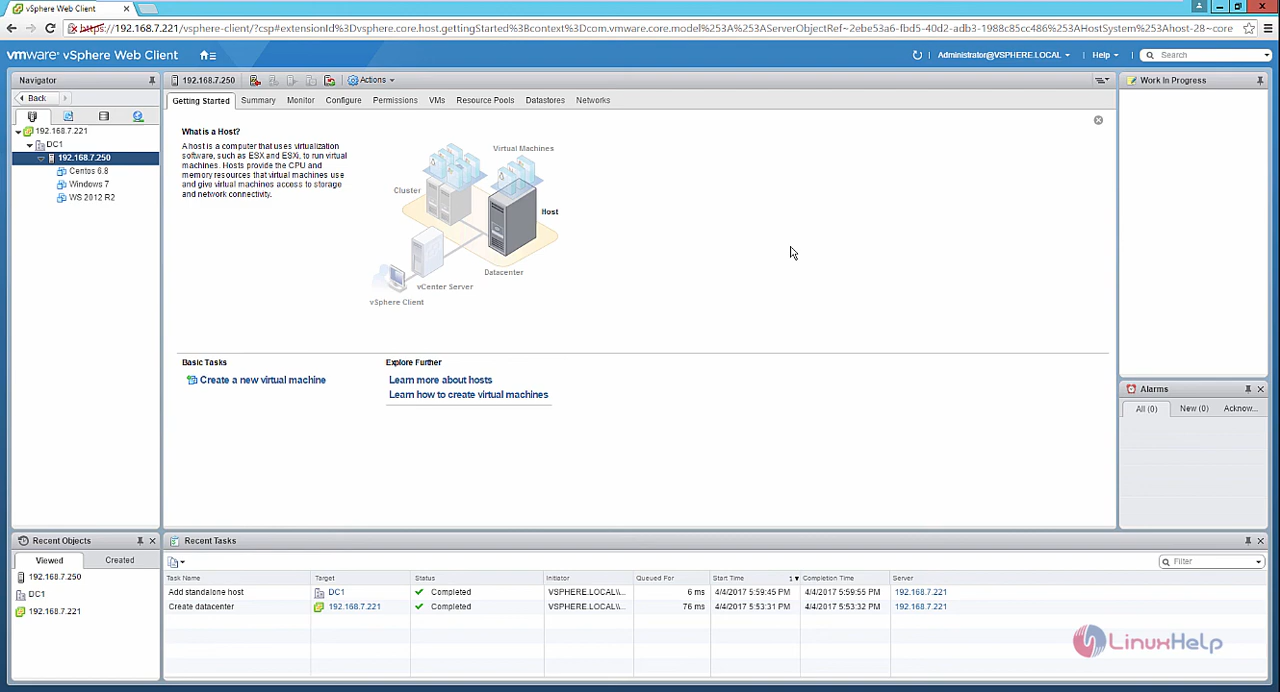 vSphere Web Client
https://192.168.7.221/vsphere-client/?csp#extensionId%3Dvsphere.core.host.gettingStarted%3Bcontext%3Dcom.vmware.core.model%253A%253AServerObjectRef~2ebe53a6-fbd5-40d2-adb3-1988c85cc486%253AHostSystem%253Ahost-28~core
vmware® vSphere Web Client
Administrator@VSPHERE.LOCAL
Help
Search
Navigator
Back
192.168.7.221
DC1
192.168.7.250
Centos 6.8
Windows 7
WS 2012 R2
192.168.7.250
Actions
Getting Started Summary Monitor Configure Permissions VMs Resource Pools Datastores Networks
What is a Host?
A host is a computer that uses virtualization
software, such as ESX and ESXi, to run virtual
machines. Hosts provide the CPU and
memory resources that virtual machines use
and give virtual machines access to storage
and network connectivity.
Virtual Machines
Cluster
Host
Datacenter
vCenter Server
vSphere Client
Basic Tasks
Create a new virtual machine
Explore Further
Learn more about hosts
Learn how to create virtual machines
Work In Progress
Alarms
All (0) New (0) Acknow...
Recent Objects
Viewed Created
192.168.7.250
DC1
192.168.7.221
Recent Tasks
Filter
Task Name Target Status Initiator Queued For Start Time 1 Completion Time Server
Add standalone host DC1 Completed VSPHERE.LOCAL\\... 6 ms 4/4/2017 5:59:45 PM 4/4/2017 5:59:55 PM 192.168.7.221
Create datacenter 192.168.7.221 Completed VSPHERE.LOCAL\\... 76 ms 4/4/2017 5:53:31 PM 4/4/2017 5:53:32 PM 192.168.7.221
LinuxHelp